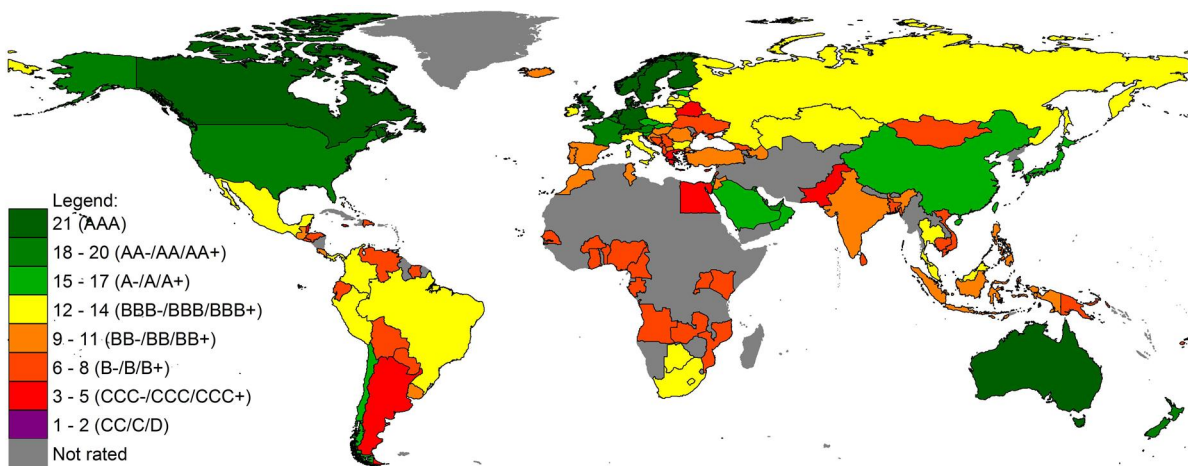 Legend:
21 (AAA)
18 - 20 (AA-/AA/AA+)
15 - 17 (A-/A/A+)
12 - 14 (BBB-/BBB/BBB+)
9 - 11 (BB-/BB/BB+)
6 - 8 (B-/B/B+)
3 - 5 (CCC-/CCC/CCC+)
1 - 2 (CC/C/D)
Not rated